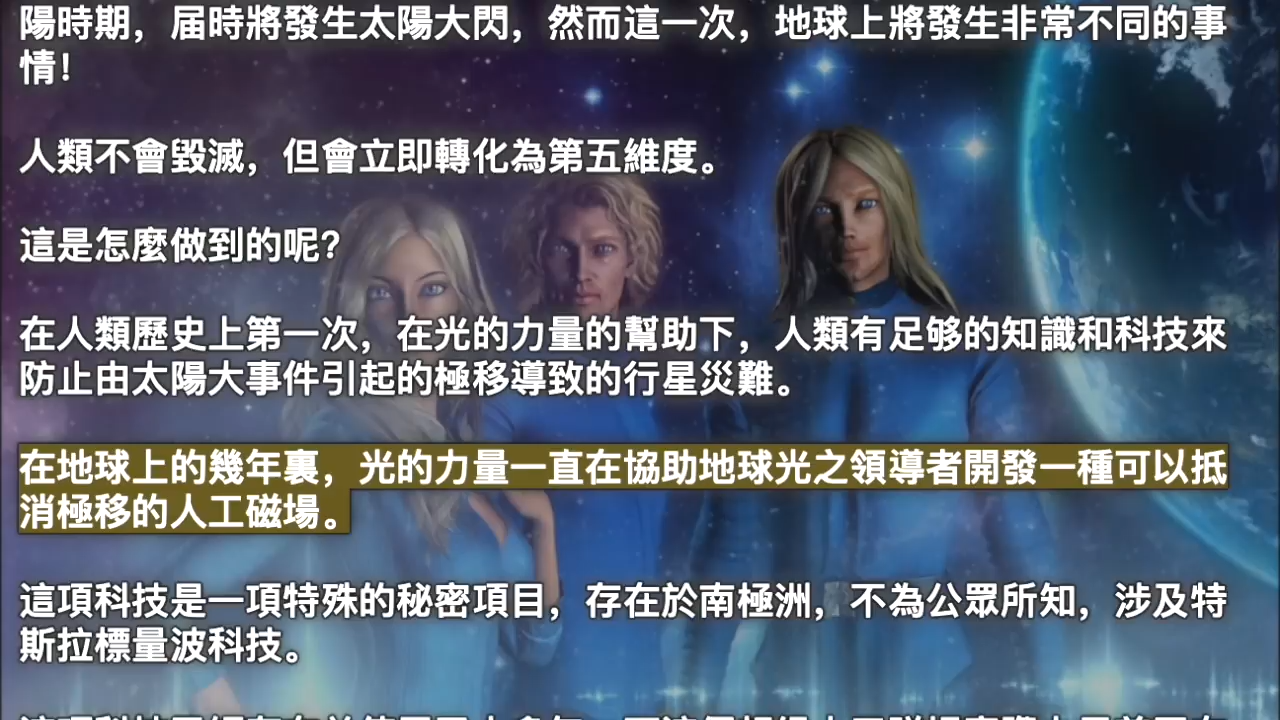 陽時期，届時將發生太陽大閃，然而這一次，地球上將發生非常不同的事
情！
人類不會毀滅，但會立即轉化為第五維度。
這是怎麼做到的呢？
在人類歷史上第一次，在光的力量的幫助下，人類有足够的知識和科技來
防止由太陽大事件引起的極移導致的行星災難。
在地球上的幾年裏，光的力量一直在協助地球光之領導者開發一種可以抵
消極移的人工磁場。
這項科技是一項特殊的秘密項目，存在於南極洲，不為公眾所知，涉及特
斯拉標量波科技。